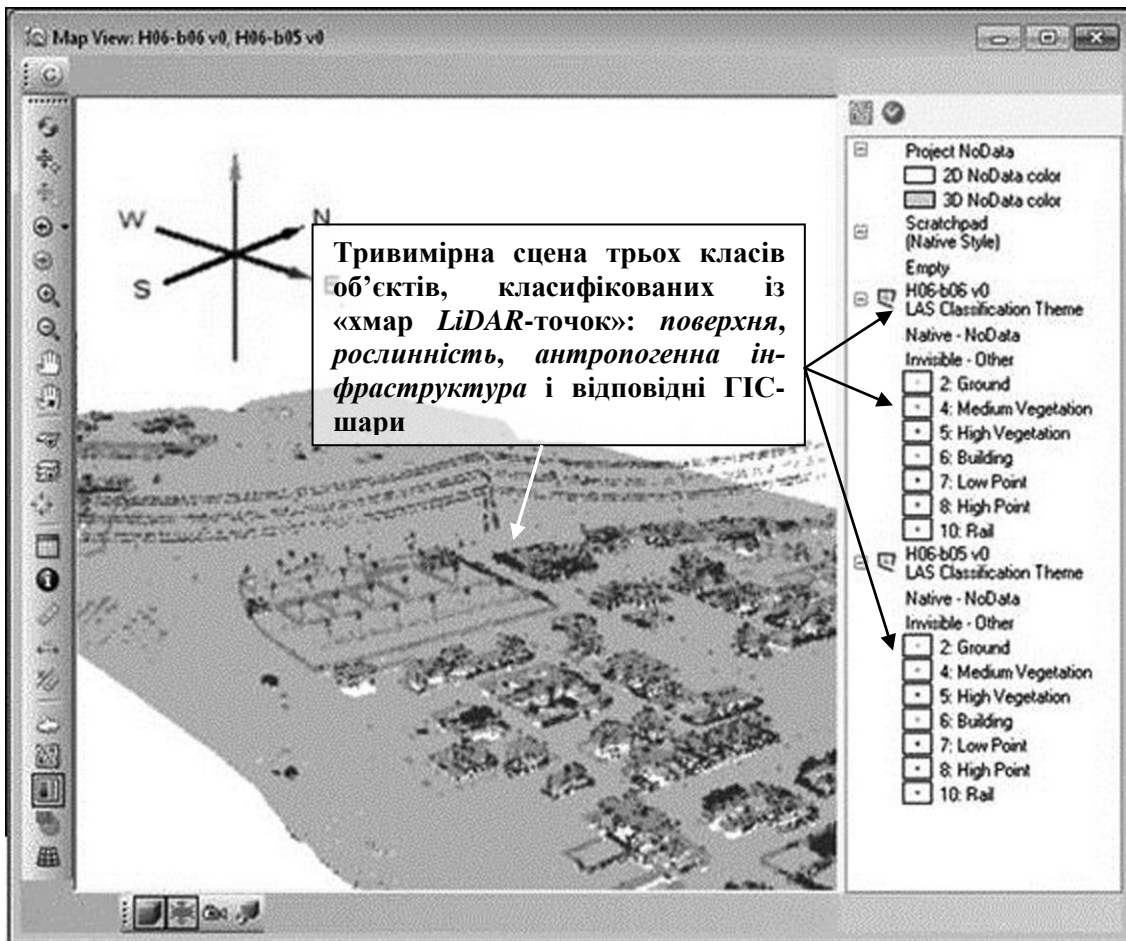 Map View: H06-b06 v0, H06-b05 v0
C
W
N
S
E
Тривимірна сцена трьох класів
об’єктів, класифікованих із
«хмар LiDAR-точок»: поверхня,
рослинність, антропогенна ін-
фраструктура і відповідні ГІС-
шари
Project NoData
2D NoData color
3D NoData color
Scratchpad
(Native Style)
Empty
H06-b06 v0
LAS Classification Theme
Native - NoData
Invisible - Other
2: Ground
4: Medium Vegetation
5: High Vegetation
6: Building
7: Low Point
8: High Point
10: Rail
H06-b05 v0
LAS Classification Theme
Native - NoData
Invisible - Other
2: Ground
4: Medium Vegetation
5: High Vegetation
6: Building
7: Low Point
8: High Point
10: Rail